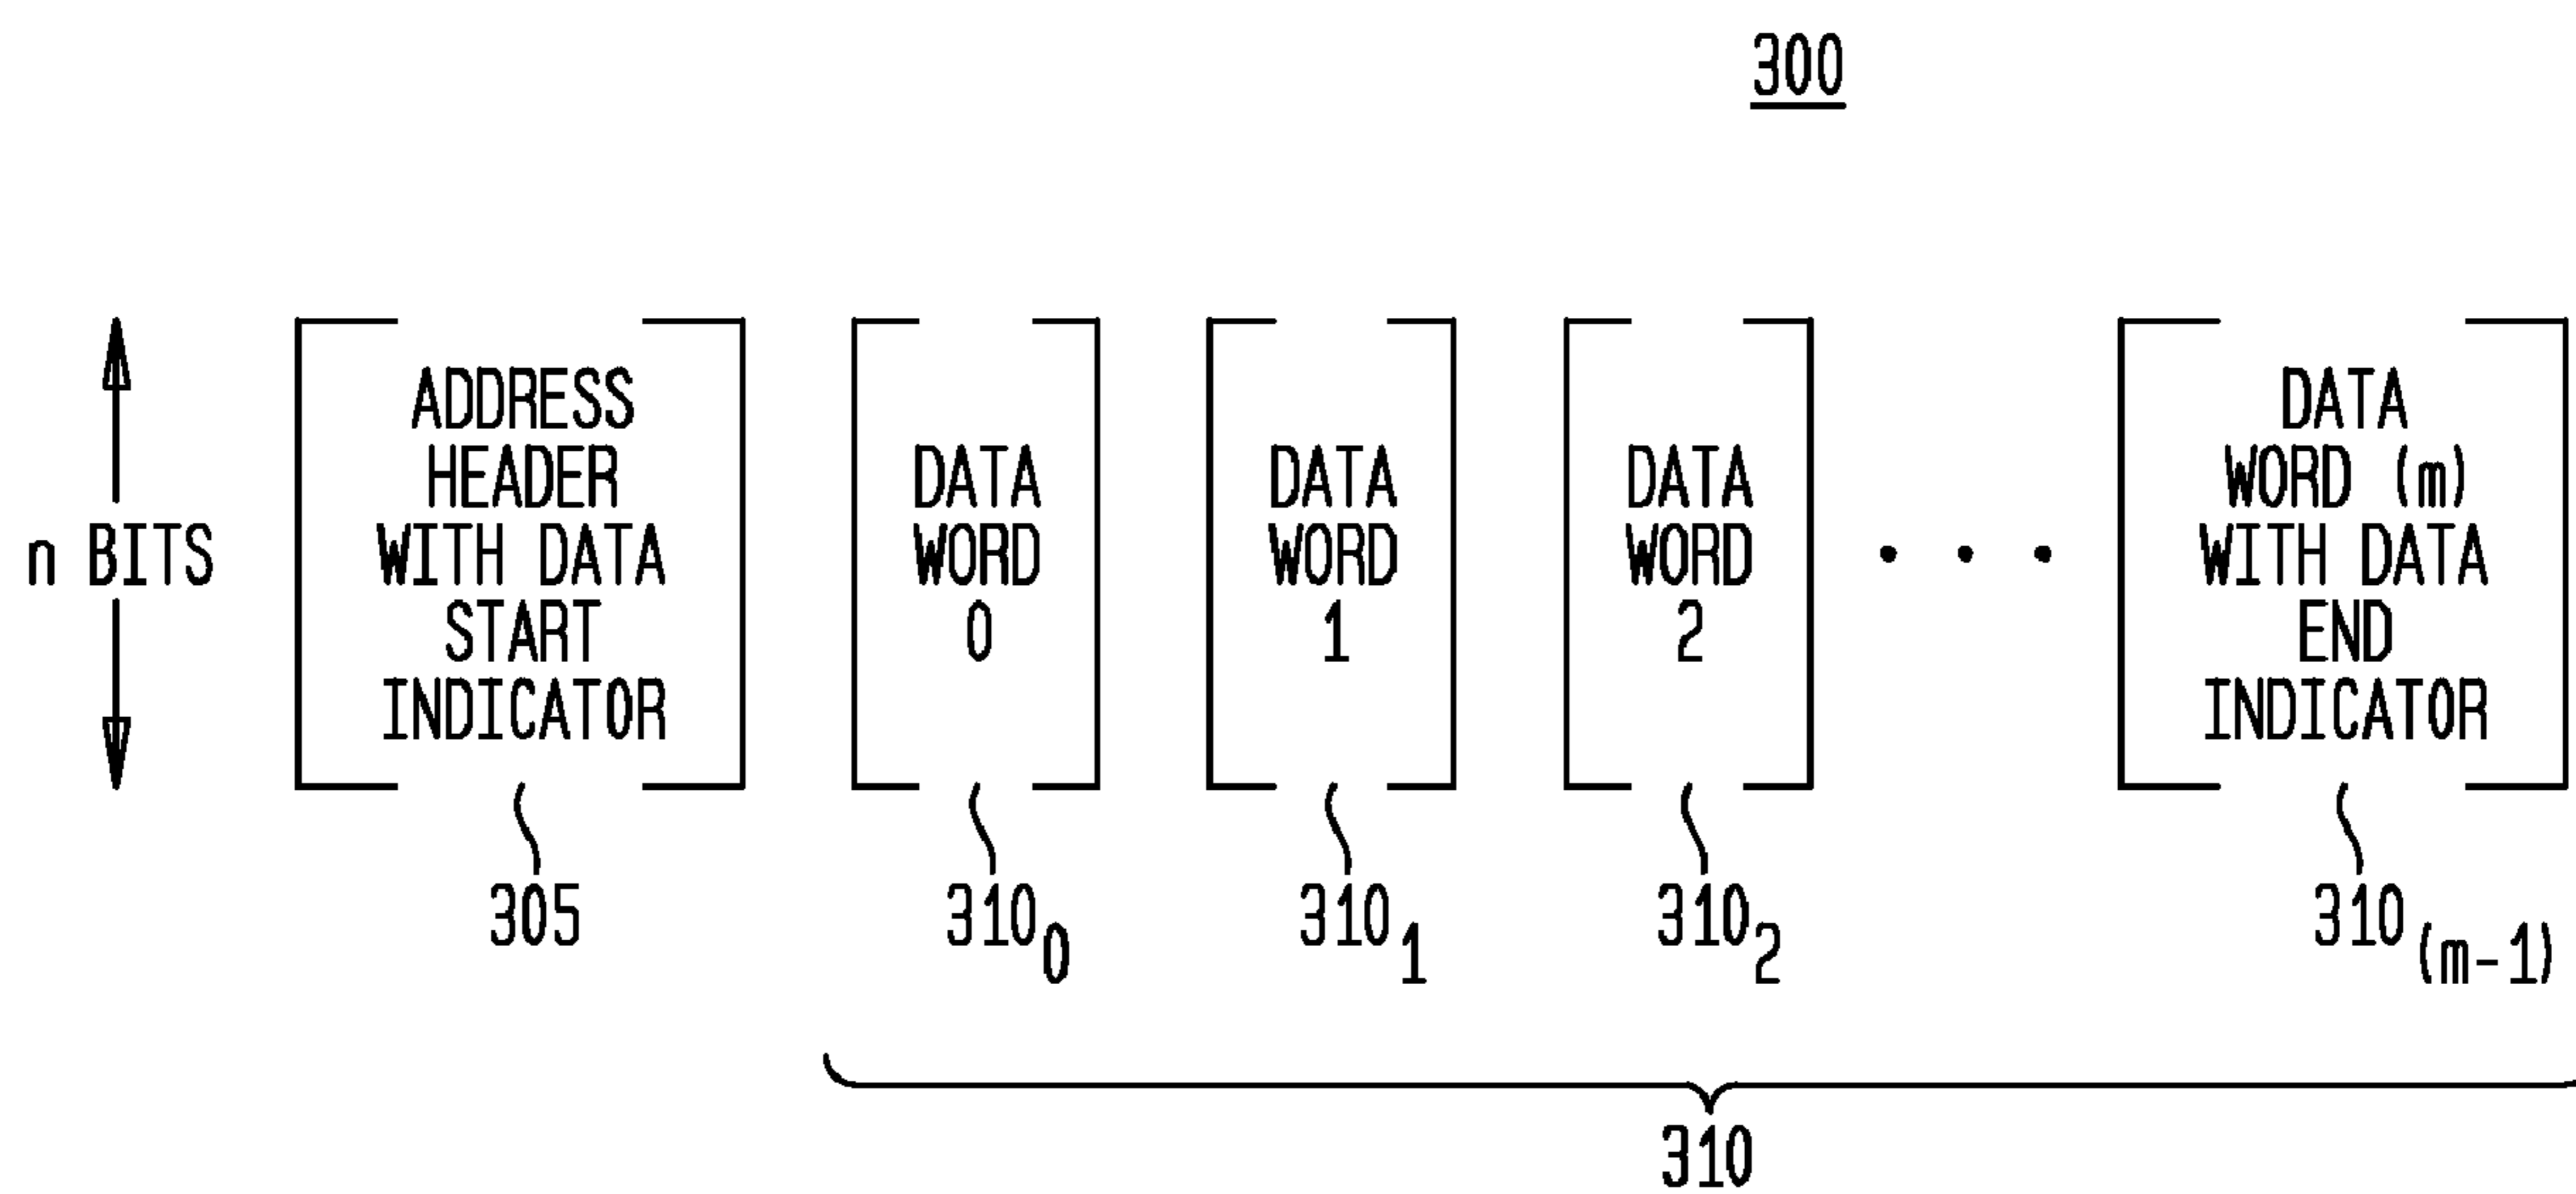 300
n BITS
ADDRESS
HEADER
WITH DATA
START
INDICATOR
DATA
WORD
0
DATA
WORD
1
DATA
WORD
2
. . .
DATA
WORD (m)
WITH DATA
END
INDICATOR
305
310₀
310₁
310₂
310₍m-1₎
310